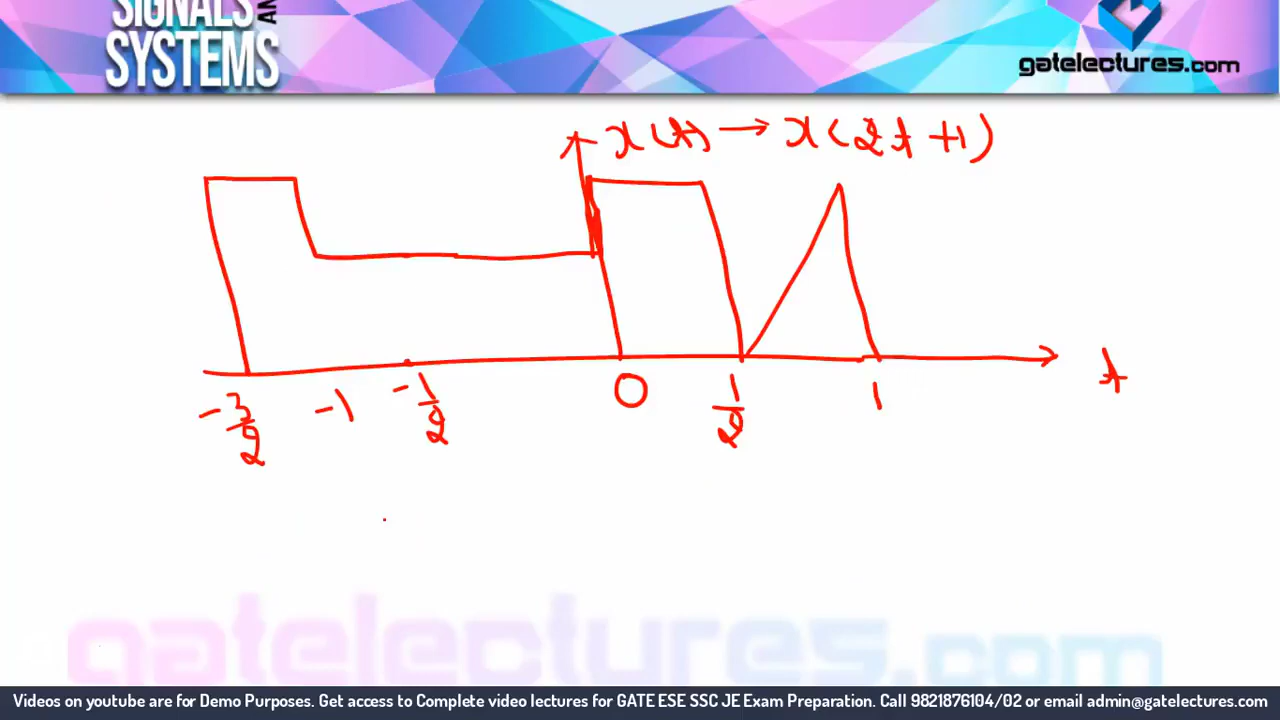 SIGNALS AND
SYSTEMS
gatelectures.com
x(t) → x(2t+1)
-3/2 -1 -1/2 0 1/2 1 t
gatelectures.com
Videos on youtube are for Demo Purposes. Get access to Complete video lectures for GATE ESE SSC JE Exam Preparation. Call 9821876104/02 or email admin@gatelectures.com